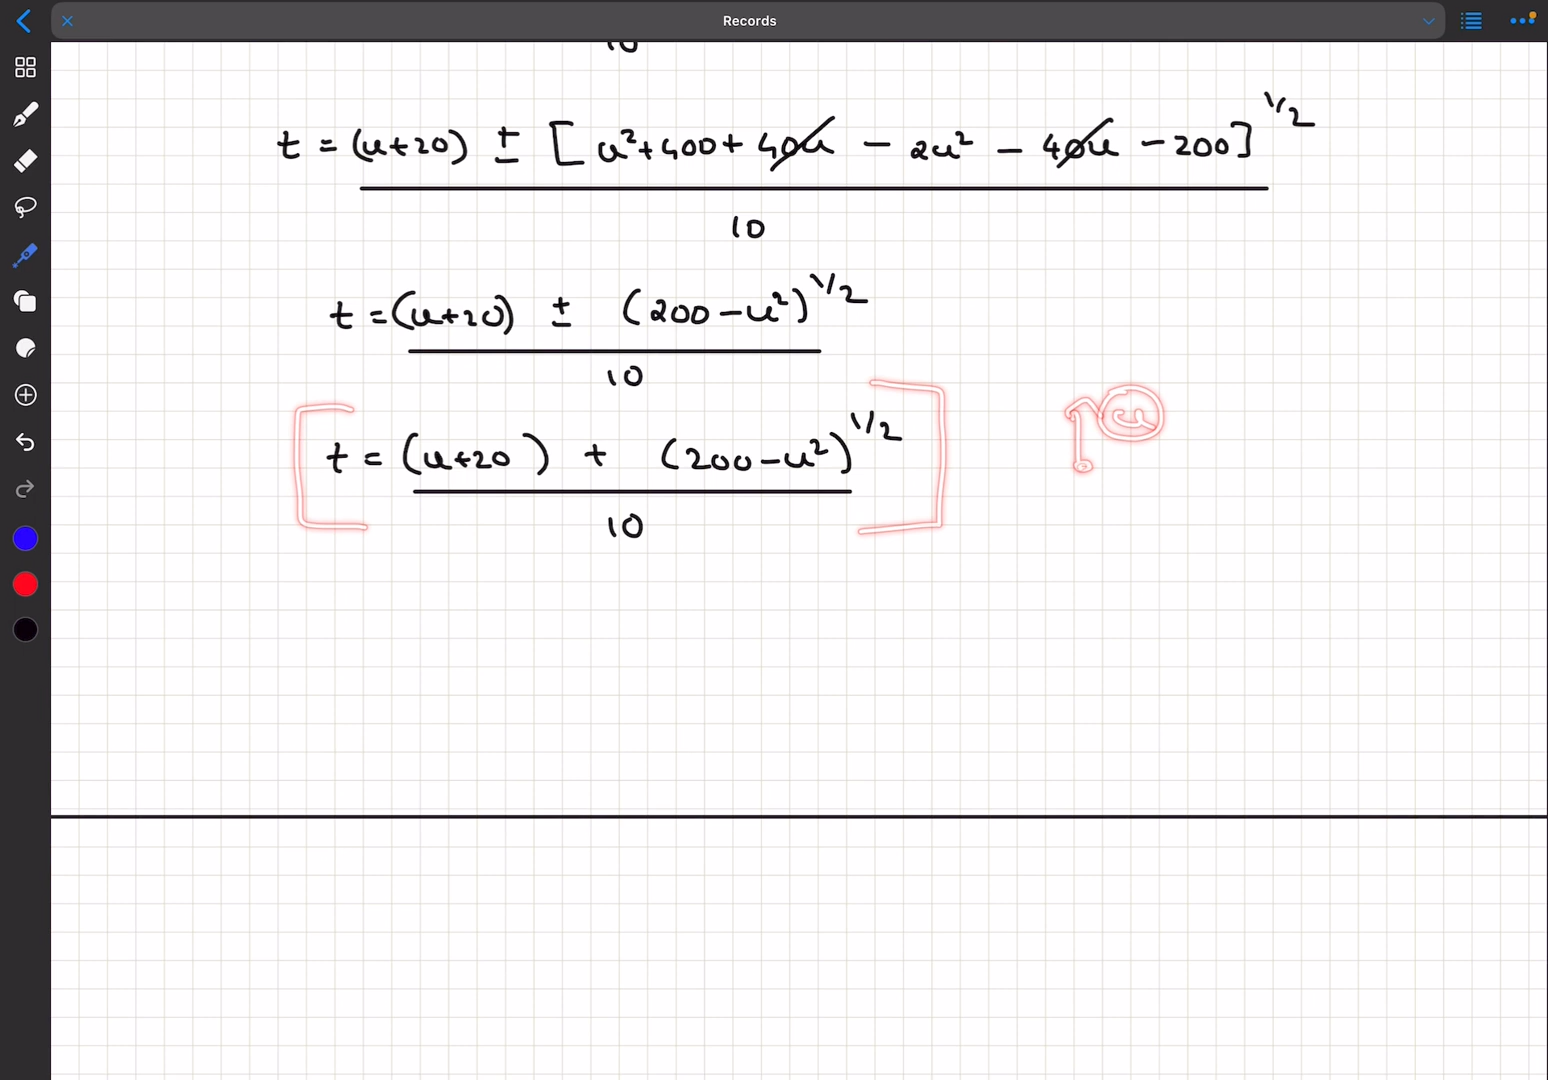 Records
10
t = (u+20) ± [u²+400+40u - 2u² - 40u - 200]^1/2
10
t = (u+20) ± (200-u²)^1/2
10
t = (u+20) + (200-u²)^1/2
10
u